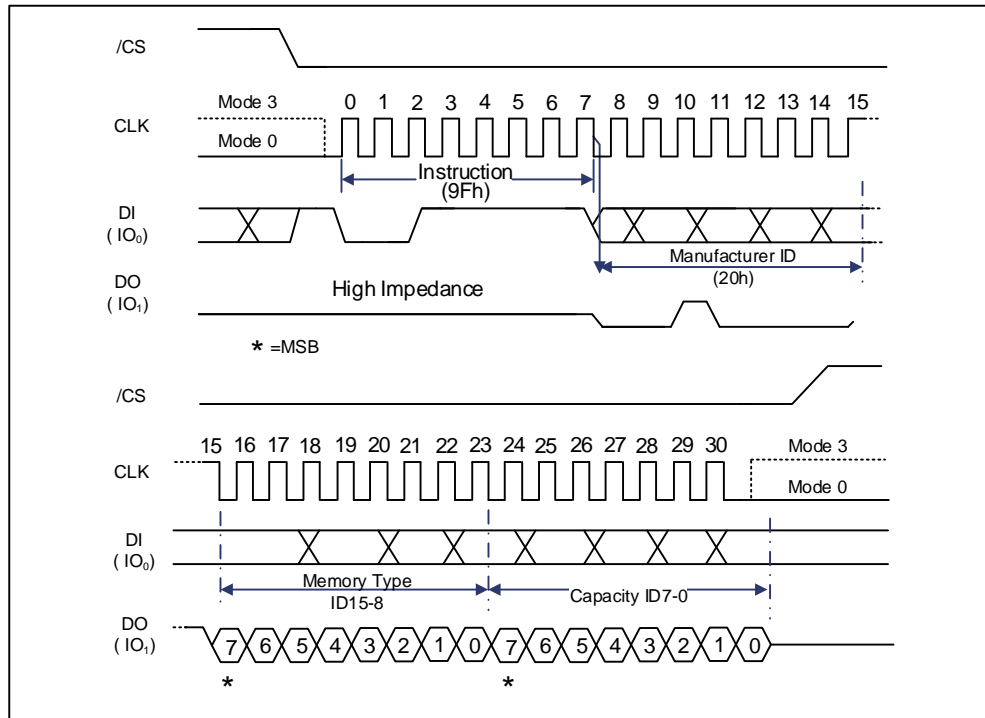 /CS
Mode 3
0 1 2 3 4 5 6 7 8 9 10 11 12 13 14 15
CLK
Mode 0
Instruction
(9Fh)
DI
( IO₀)
Manufacturer ID
(20h)
DO
( IO₁)
High Impedance
* =MSB
/CS
15 16 17 18 19 20 21 22 23 24 25 26 27 28 29 30
Mode 3
CLK
Mode 0
DI
( IO₀)
Memory Type
ID15-8
Capacity ID7-0
DO
( IO₁)
7 6 5 4 3 2 1 0 7 6 5 4 3 2 1 0
* *